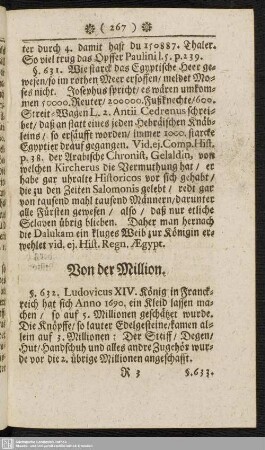 * ( 267 ) *
ter durch 4. damit hast du 250887. Thaler.
So viel trug das Opffer Paulini l. 5. p. 239.
§. 631. Wie starck das Egyptische Heer ge-
wejen/so im rothen Meer ersoffen/ meldet Mo-
ses nicht. Josephus spricht/ es wären umkom-
men 50000. Reuter/ 200000. Fußknechte/ 600.
Streit-Wagen L. 2. Antii Cedrenus schrei-
bet/ daß an statt eines jeden Hebräischen Knäb-
leins/ so ersäufft worden/ immer 1000. starcke
Egyptier drauf gegangen. Vid. ej. Comp. Hist.
p. 38. der Arabische Chronist, Gelaldin, von
welchen Kircherus die Vermuthung hat/ er
habe gar uhralte Historicos vor sich gehabt/
die zu den Zeiten Salomonis gelebt/ redt gar
von tausend mahl tausend Männern/ darunter
alle Fürsten gewesen/ also/ daß nur etliche
Sclaven übrig blieben. Daher man hernach
die Dalukam ein kluges Weib zur Königin er-
wehlet vid. ej. Hist. Regn. Ægypt.
Von der Million.
§. 632. Ludovicus XIV. König in Franck-
reich hat sich Anno 1690. ein Kleid lassen ma-
chen/ so auf 5. Millionen geschätzet wurde.
Die Knöpffe/ so lauter Edelgesteine/ kamen al-
lein auf 3. Millionen: Der Stiff/ Degen/
Hut/ Handschuh und alles andre Zugehör wur-
de vor die 2. übrige Millionen angeschafft.
R 3 §. 633.